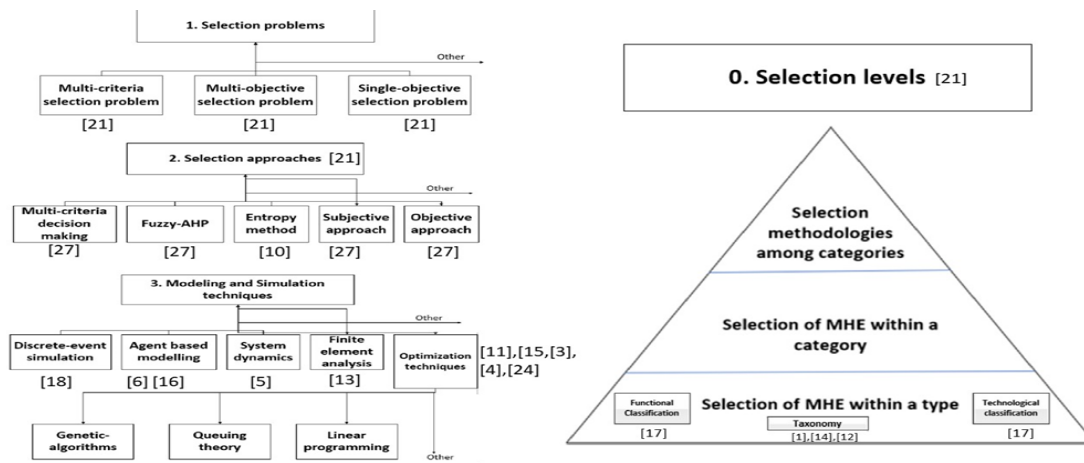 1. Selection problems
Other
Multi-criteria
selection problem
[21]
Multi-objective
selection problem
[21]
Single-objective
selection problem
[21]
2. Selection approaches [21]
Other
Multi-criteria
decision
making
[27]
Fuzzy-AHP
[27]
Entropy
method
[10]
Subjective
approach
[27]
Objective
approach
[27]
3. Modeling and Simulation
techniques
Other
Discrete-event
simulation
[18]
Agent based
modelling
[6] [16]
System
dynamics
[5]
Finite
element
analysis
[13]
Optimization
techniques
[11],[15,[3],
[4],[24]
Genetic-
algorithms
Queuing
theory
Linear
programming
Other
0. Selection levels [21]
Selection
methodologies
among categories
Selection of MHE within a
category
Selection of MHE within a type
Functional
Classification
[17]
Taxonomy
[1],[14],[12]
Technological
classification
[17]